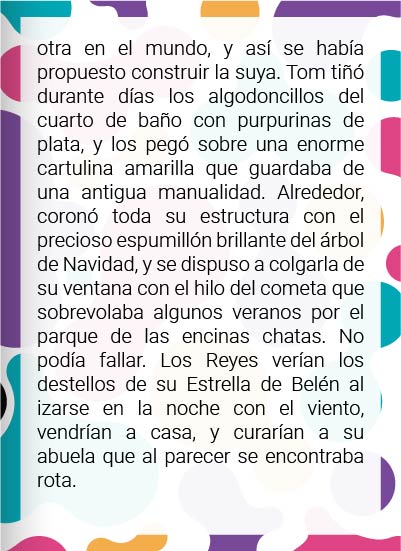 otra en el mundo, y así se había
propuesto construir la suya. Tom tiñó
durante días los algodoncillos del
cuarto de baño con purpurinas de
plata, y los pegó sobre una enorme
cartulina amarilla que guardaba de
una antigua manualidad. Alrededor,
coronó toda su estructura con el
precioso espumillón brillante del árbol
de Navidad, y se dispuso a colgarla de
su ventana con el hilo del cometa que
sobrevolaba algunos veranos por el
parque de las encinas chatas. No
podía fallar. Los Reyes verían los
destellos de su Estrella de Belén al
izarse en la noche con el viento,
vendrían a casa, y curarían a su
abuela que al parecer se encontraba
rota.